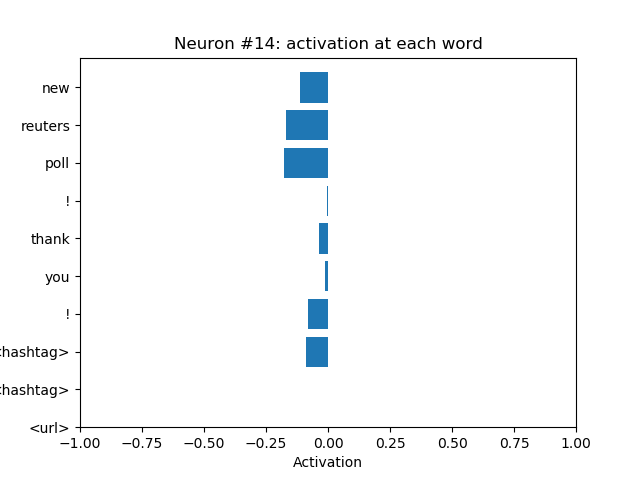 Neuron #14: activation at each word
new
reuters
poll
!
thank
you
!
hashtag>
hashtag>
<url>
−1.00 −0.75 −0.50 −0.25 0.00 0.25 0.50 0.75 1.00
Activation